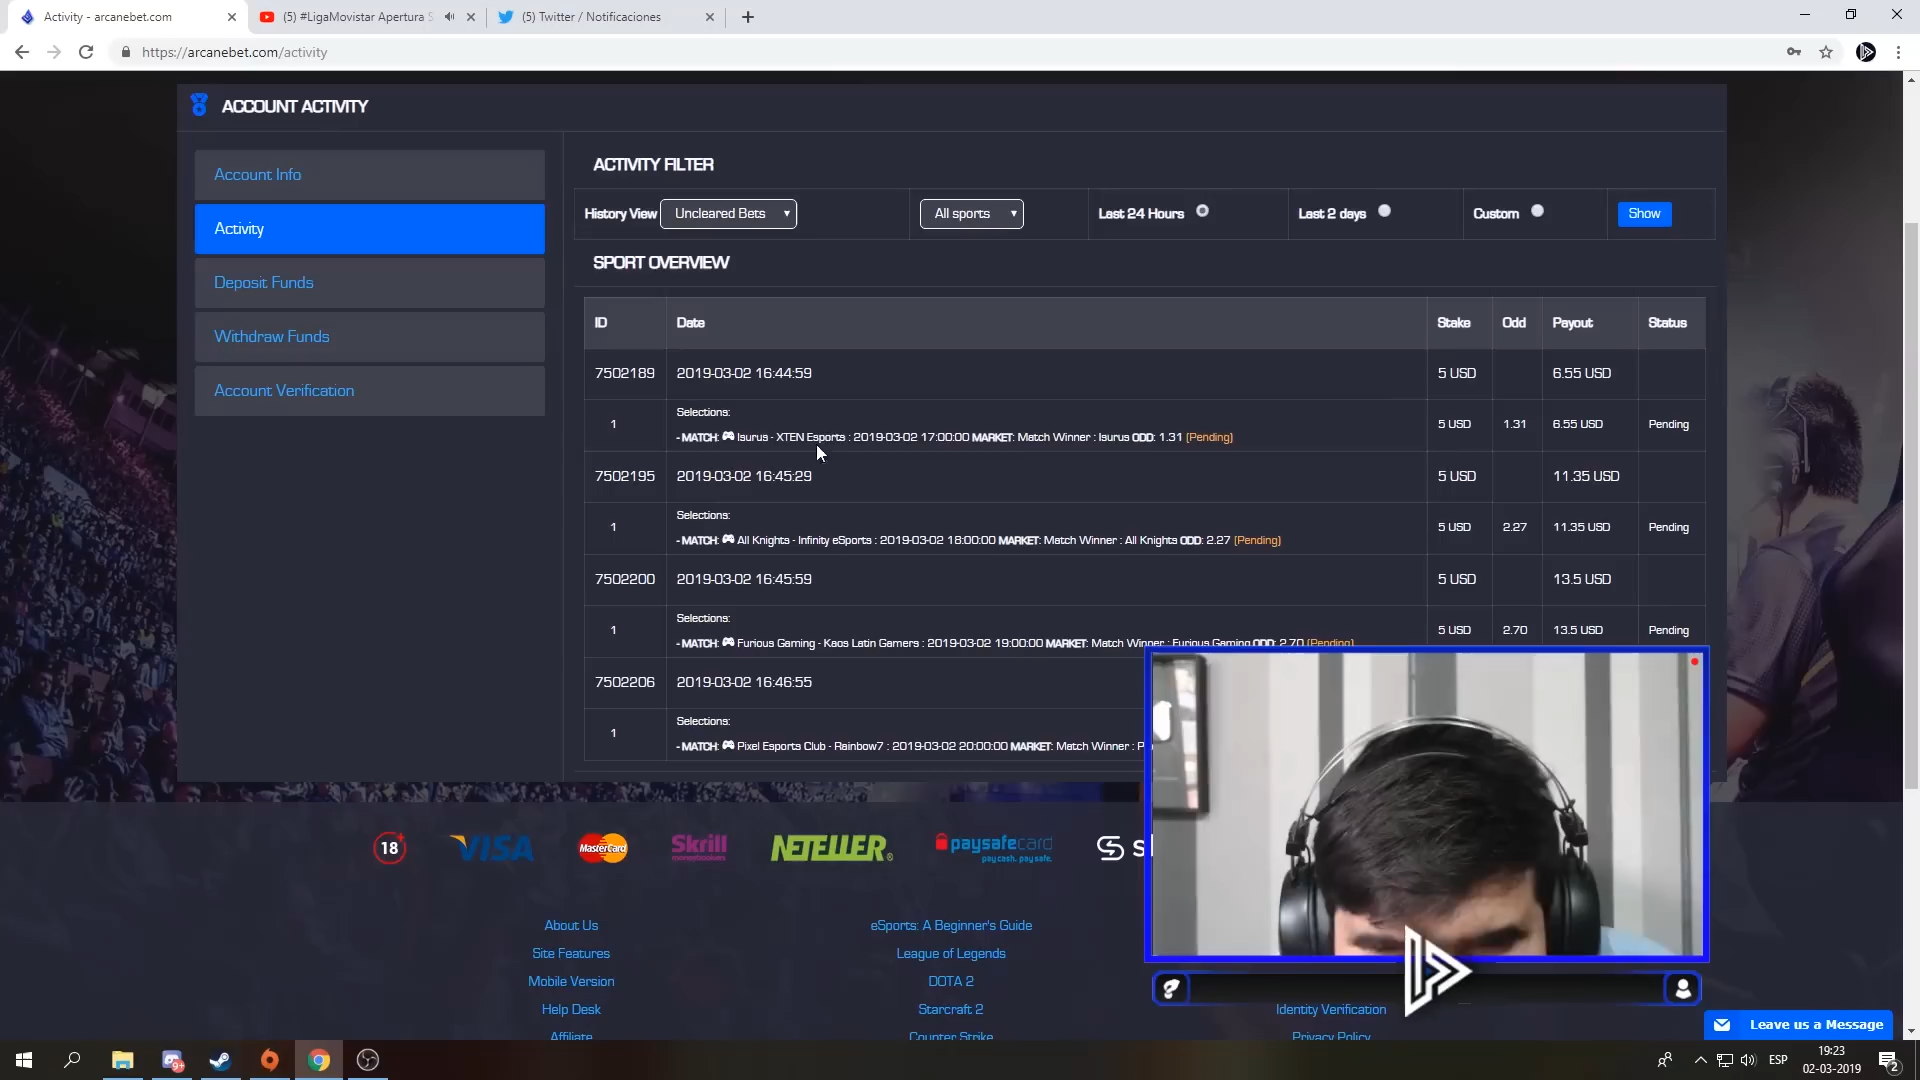 Activity - arcanebet.com
(5) #LigaMovistar Apertura S
(5) Twitter / Notificaciones
https://arcanebet.com/activity
ACCOUNT ACTIVITY
Account Info
Activity
Deposit Funds
Withdraw Funds
Account Verification
ACTIVITY FILTER
History View Uncleared Bets All sports Last 24 Hours Last 2 days Custom Show
SPORT OVERVIEW
ID Date Stake Odd Payout Status
7502189 2019-03-02 16:44:59 5 USD 6.55 USD
Selections:
1 - MATCH: Isurus - XTEN Esports : 2019-03-02 17:00:00 MARKET: Match Winner : Isurus ODD: 1.31 (Pending) 5 USD 1.31 6.55 USD Pending
7502195 2019-03-02 16:45:29 5 USD 11.35 USD
Selections:
1 - MATCH: All Knights - Infinity eSports : 2019-03-02 18:00:00 MARKET: Match Winner : All Knights ODD: 2.27 (Pending) 5 USD 2.27 11.35 USD Pending
7502200 2019-03-02 16:45:59 5 USD 13.5 USD
Selections:
1 - MATCH: Furious Gaming - Kaos Latin Gamers : 2019-03-02 19:00:00 MARKET: Match Winner : Furious Gaming ODD: 2.70 (Pending) 5 USD 2.70 13.5 USD Pending
7502206 2019-03-02 16:46:55
Selections:
1 - MATCH: Pixel Esports Club - Rainbow7 : 2019-03-02 20:00:00 MARKET: Match Winner :
18 VISA MasterCard Skrill moneybookers NETELLER paysafecard pay cash. pay safe.
About Us
Site Features
Mobile Version
Help Desk
Affiliate
eSports: A Beginner's Guide
League of Legends
DOTA 2
Starcraft 2
Counter Strike
Identity Verification
Privacy Policy
Leave us a Message
9+
ESP
19:23
02-03-2019
2